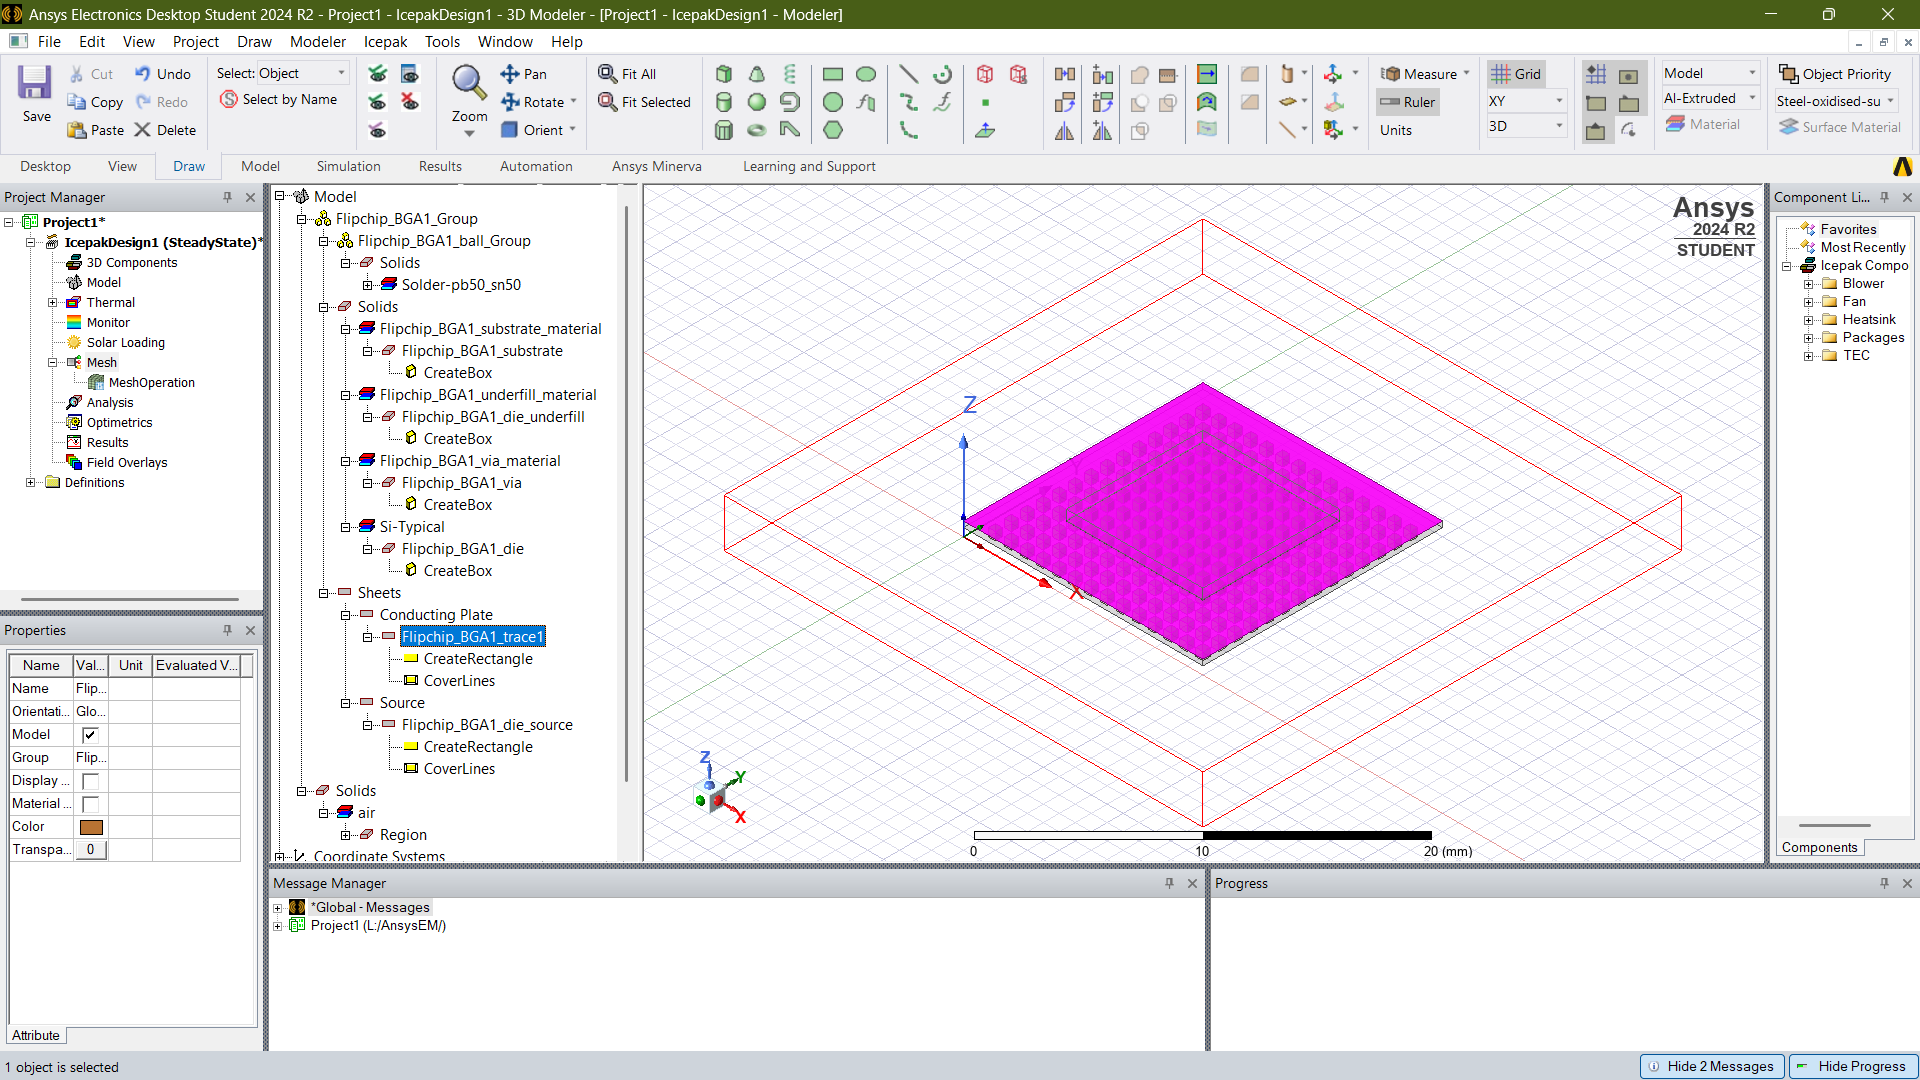 Ansys Electronics Desktop Student 2024 R2 - Project1 - IcepakDesign1 - 3D Modeler - [Project1 - IcepakDesign1 - Modeler]
File Edit View Project Draw Modeler Icepak Tools Window Help
Save
Cut
Copy
Paste
Undo
Redo
Delete
Select: Object
Select by Name
Zoom
Pan
Rotate
Orient
Fit All
Fit Selected
Measure
Ruler
Units
Grid
XY
3D
Model
Al-Extruded
Material
Object Priority
Steel-oxidised-su
Surface Material
Desktop View Draw Model Simulation Results Automation Ansys Minerva Learning and Support
Project Manager
Project1*
IcepakDesign1 (SteadyState)*
3D Components
Model
Thermal
Monitor
Solar Loading
Mesh
MeshOperation
Analysis
Optimetrics
Results
Field Overlays
Definitions
Properties
Name Val... Unit Evaluated V...
Name Flip...
Orientati... Glo...
Model
Group Flip...
Display ...
Material ...
Color
Transpa... 0
Attribute
Model
Flipchip_BGA1_Group
Flipchip_BGA1_ball_Group
Solids
Solder-pb50_sn50
Solids
Flipchip_BGA1_substrate_material
Flipchip_BGA1_substrate
CreateBox
Flipchip_BGA1_underfill_material
Flipchip_BGA1_die_underfill
CreateBox
Flipchip_BGA1_via_material
Flipchip_BGA1_via
CreateBox
Si-Typical
Flipchip_BGA1_die
CreateBox
Sheets
Conducting Plate
Flipchip_BGA1_trace1
CreateRectangle
CoverLines
Source
Flipchip_BGA1_die_source
CreateRectangle
CoverLines
Solids
air
Region
Coordinate Systems
Ansys
2024 R2
STUDENT
Z
X
Z
Y
X
0 10 20 (mm)
Component Li...
Favorites
Most Recently
Icepak Compo
Blower
Fan
Heatsink
Packages
TEC
Components
Message Manager
*Global - Messages
Project1 (L:/AnsysEM/)
Progress
1 object is selected
Hide 2 Messages
Hide Progress